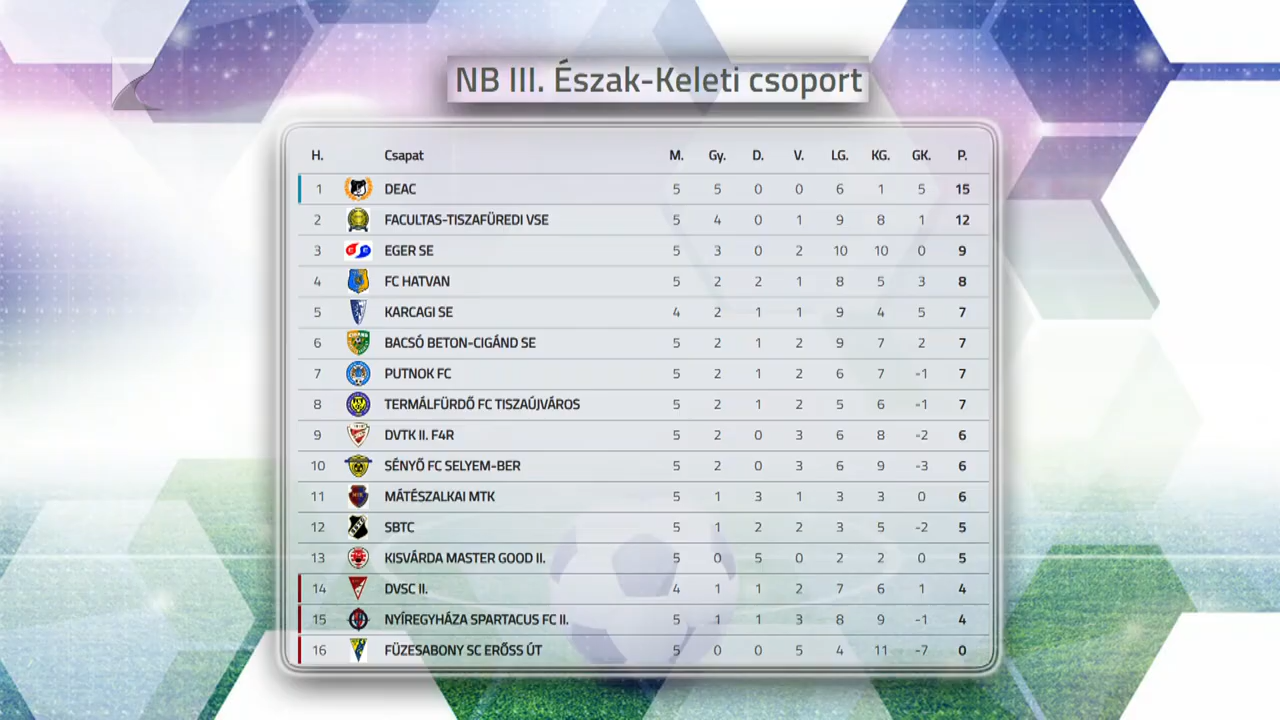 NB III. Észak-Keleti csoport
H. Csapat M. Gy. D. V. LG. KG. GK. P.
1 DEAC 5 5 0 0 6 1 5 15
2 FACULTAS-TISZAFÜREDI VSE 5 4 0 1 9 8 1 12
3 EGER SE 5 3 0 2 10 10 0 9
4 FC HATVAN 5 2 2 1 8 5 3 8
5 KARCAGI SE 4 2 1 1 9 4 5 7
6 BACSÓ BETON-CIGÁND SE 5 2 1 2 9 7 2 7
7 PUTNOK FC 5 2 1 2 6 7 -1 7
8 TERMÁLFÜRDŐ FC TISZAÚJVÁROS 5 2 1 2 5 6 -1 7
9 DVTK II. F4R 5 2 0 3 6 8 -2 6
10 SÉNYŐ FC SELYEM-BER 5 2 0 3 6 9 -3 6
11 MÁTÉSZALKAI MTK 5 1 3 1 3 3 0 6
12 SBTC 5 1 2 2 3 5 -2 5
13 KISVÁRDA MASTER GOOD II. 5 0 5 0 2 2 0 5
14 DVSC II. 4 1 1 2 7 6 1 4
15 NYÍREGYHÁZA SPARTACUS FC II. 5 1 1 3 8 9 -1 4
16 FÜZESABONY SC ERŐSS ÚT 5 0 0 5 4 11 -7 0